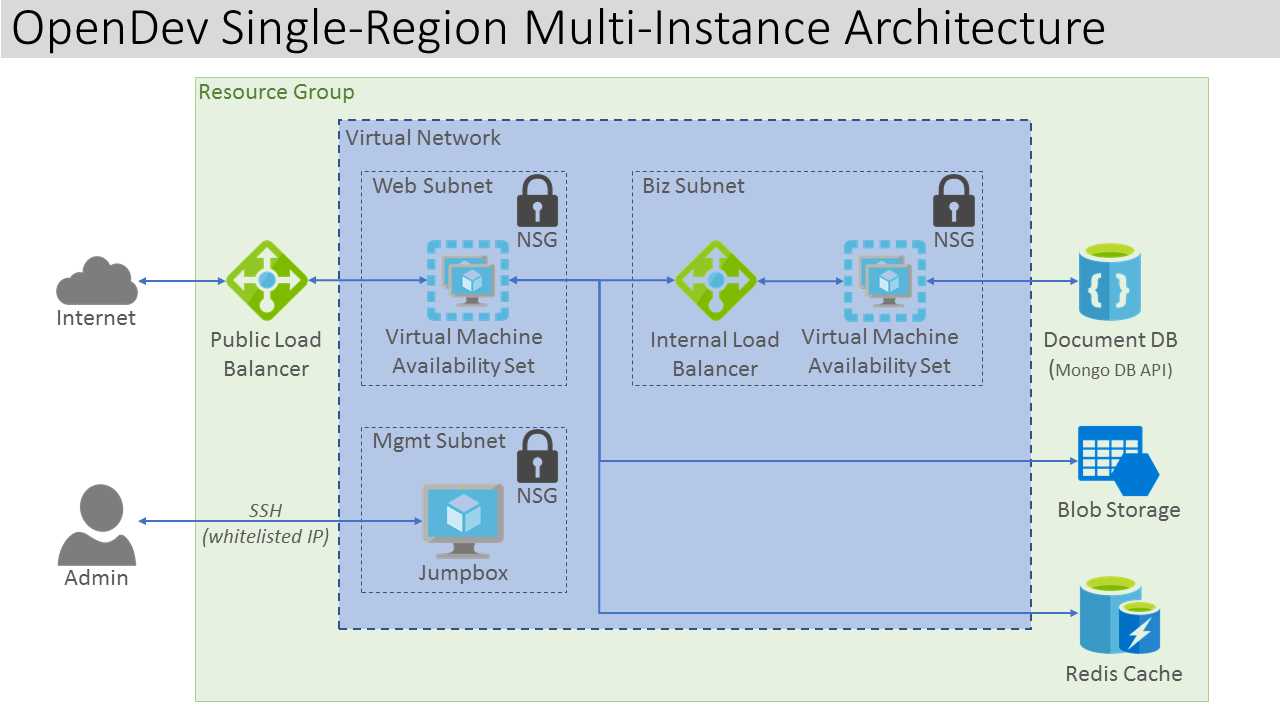 OpenDev Single-Region Multi-Instance Architecture
Resource Group
Virtual Network
Web Subnet
NSG
Biz Subnet
NSG
Internet
Public Load
Balancer
Virtual Machine
Availability Set
Internal Load
Balancer
Virtual Machine
Availability Set
Document DB
(Mongo DB API)
Mgmt Subnet
NSG
Blob Storage
SSH
(whitelisted IP)
Admin
Jumpbox
Redis Cache